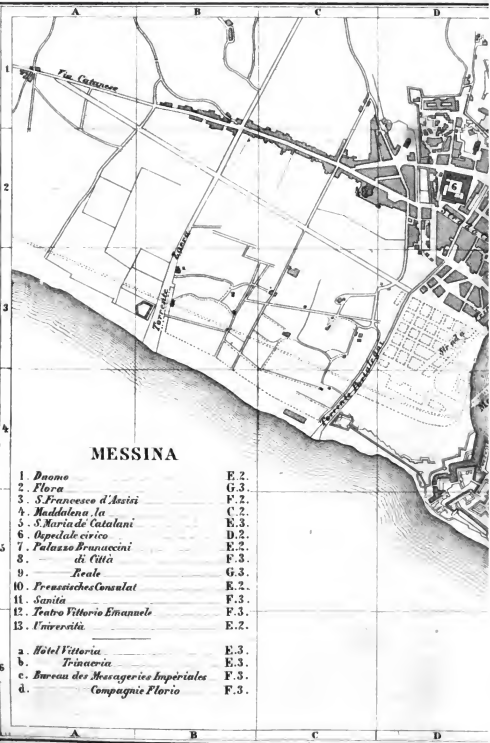 A B C D
1
Via Catanese
2
6
Torrente Zaera
3
Torrente Portalegni
4
MESSINA
1. Duomo E.2.
2. Flora G.3.
3. S. Francesco d'Assisi F.2.
4. Maddalena, la C.2.
5. S. Maria de' Catalani E.3.
6. Ospedale civico D.2.
7. Palazzo Brunaccini E.2.
8. — di Città F.3.
9. — Reale G.3.
10. Preussisches Consulat E.2.
11. Sanità F.3.
12. Teatro Vittorio Emanuele F.3.
13. Università E.2.
a. Hôtel Vittoria E.3.
b. — Trinacria E.3.
c. Bureau des Messageries Impériales F.3.
d. — Compagnie Florio F.3.
5
6
A B C D